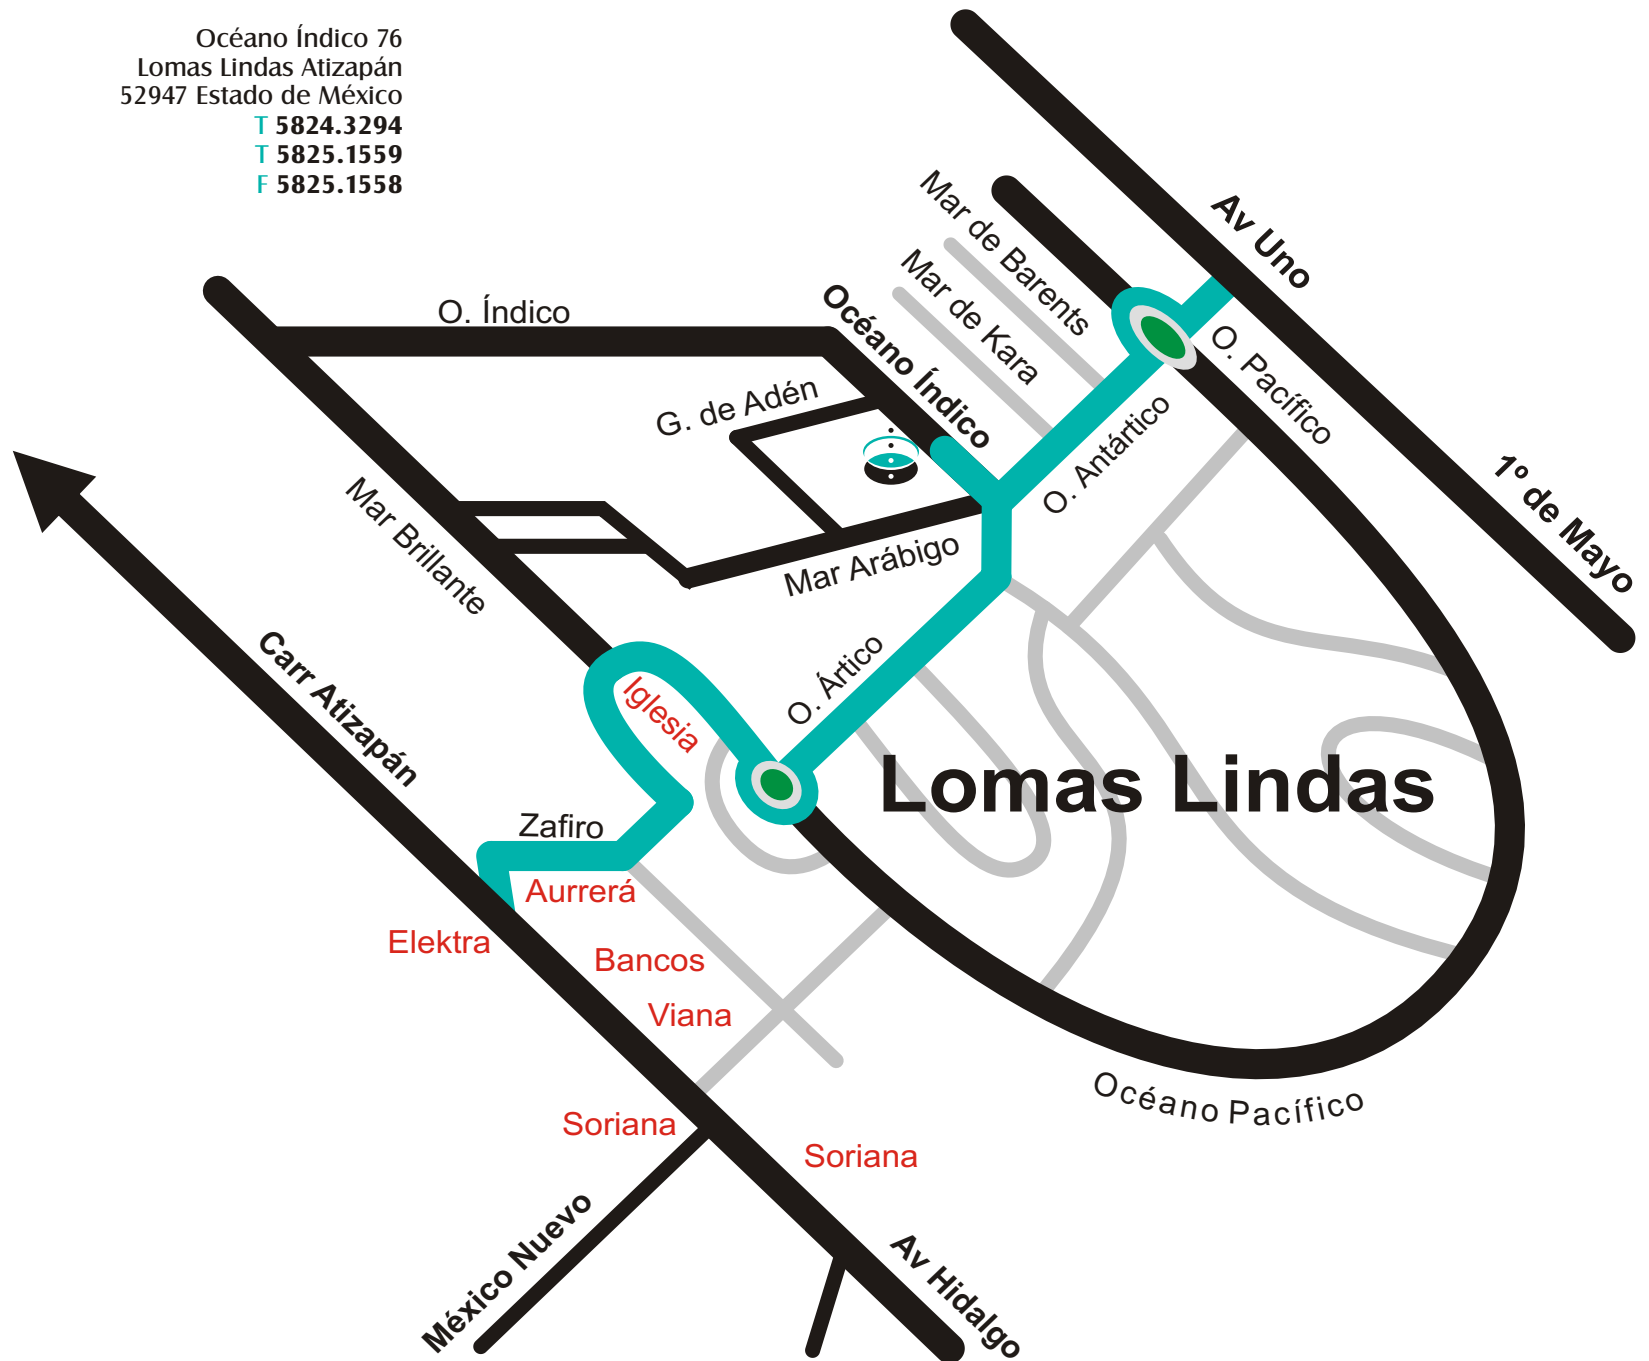 Océano Índico 76
Lomas Lindas Atizapán
52947 Estado de México
T 5824.3294
T 5825.1559
F 5825.1558
Av Uno
1º de Mayo
Mar de Barents
Mar de Kara
Océano Índico
O. Índico
O. Pacífico
G. de Adén
O. Antártico
Mar Brillante
Mar Arábigo
Carr Atizapán
O. Ártico
Iglesia
Lomas Lindas
Zafiro
Aurrerá
Elektra
Bancos
Viana
Océano Pacífico
Soriana
Soriana
México Nuevo
Av Hidalgo